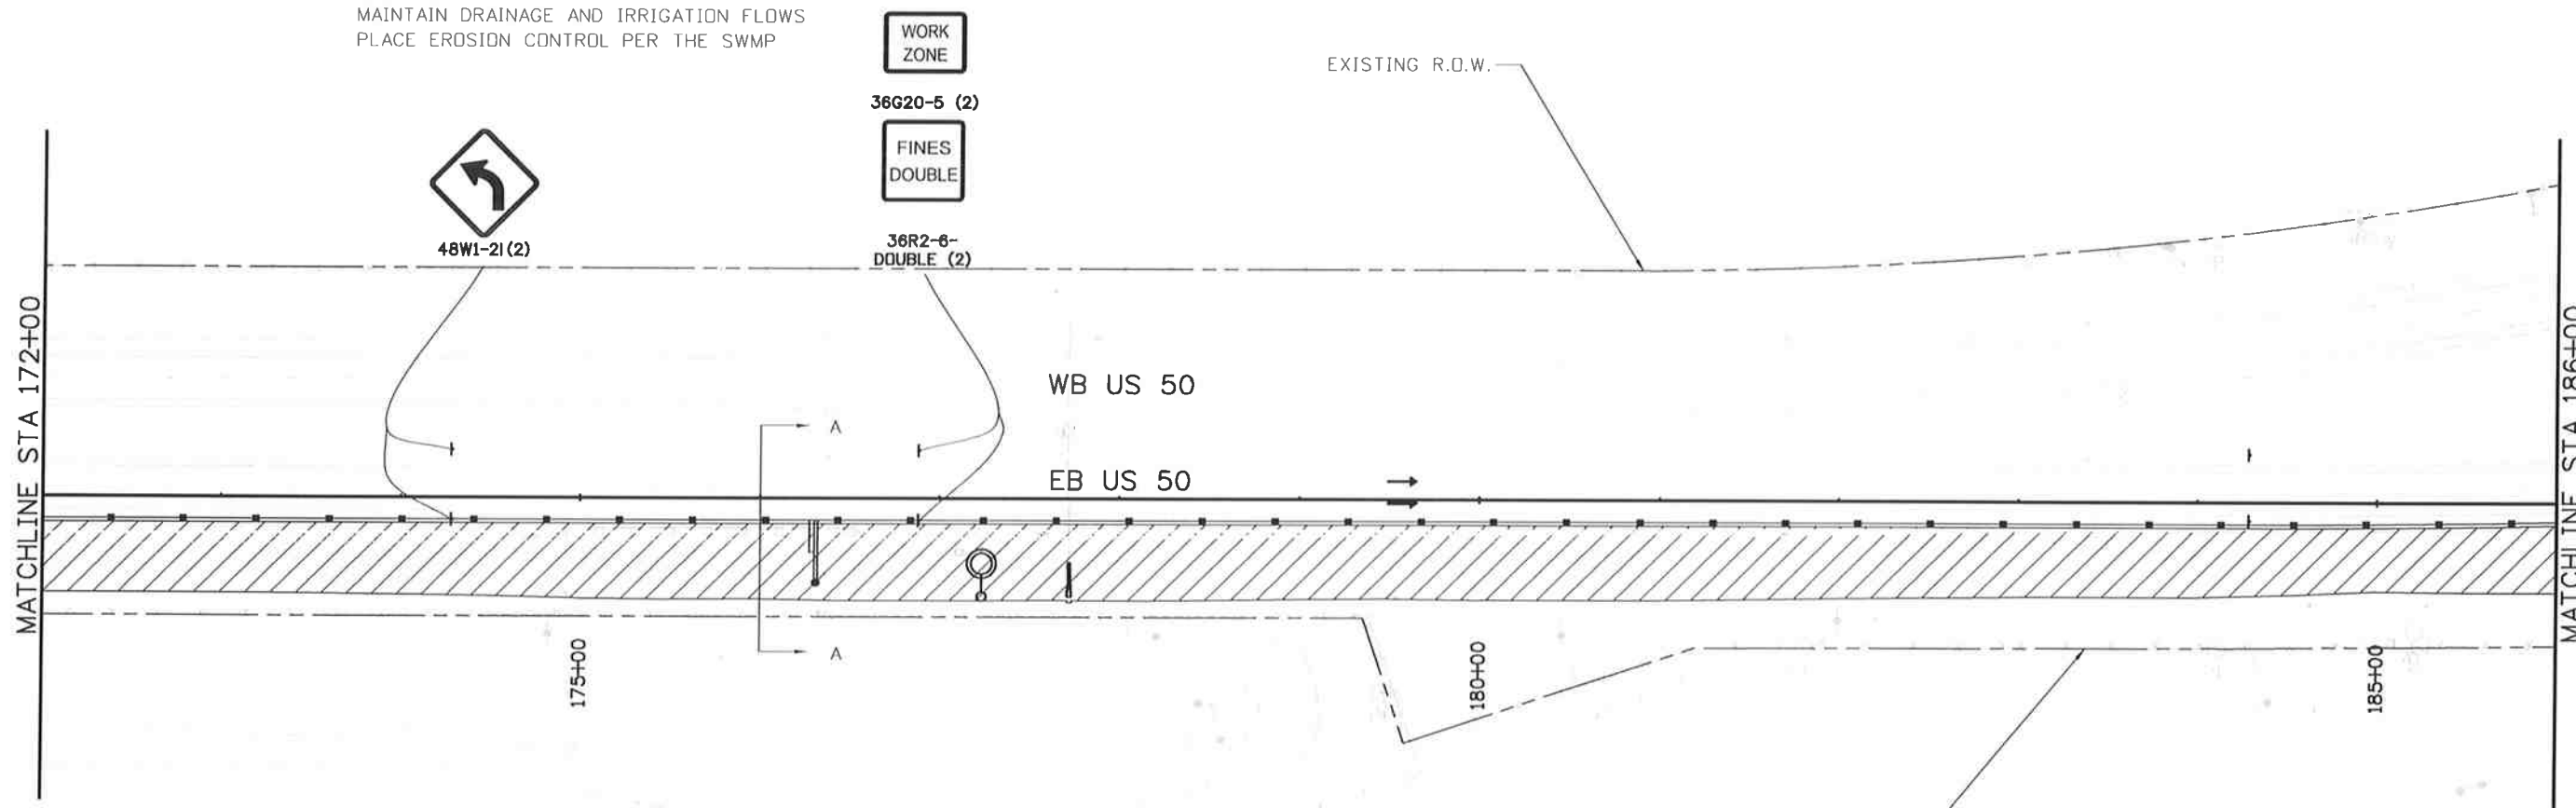 MAINTAIN DRAINAGE AND IRRIGATION FLOWS
PLACE EROSION CONTROL PER THE SWMP
WORK
ZONE
36G20-5 (2)
EXISTING R.O.W.
FINES
DOUBLE
48W1-2l(2)
36R2-6-
DOUBLE (2)
MATCHLINE STA 172+00
MATCHLINE STA 186+00
WB US 50
A
EB US 50
A
175+00
180+00
185+00